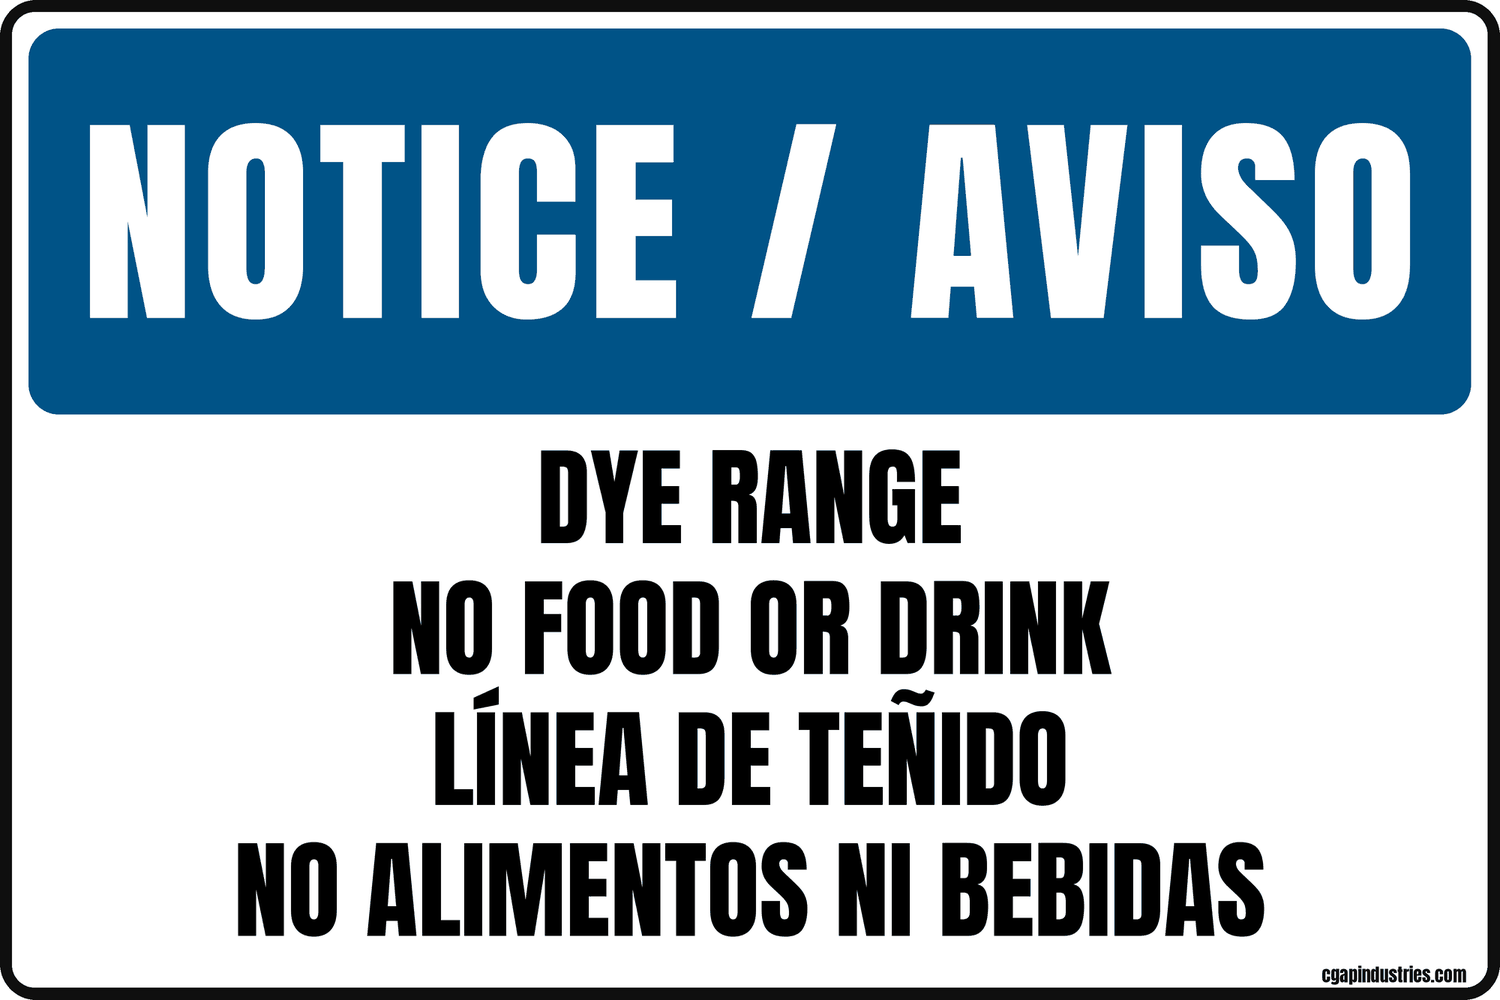 NOTICE / AVISO
DYE RANGE
NO FOOD OR DRINK
LÍNEA DE TEÑIDO
NO ALIMENTOS NI BEBIDAS
cgapindustries.com